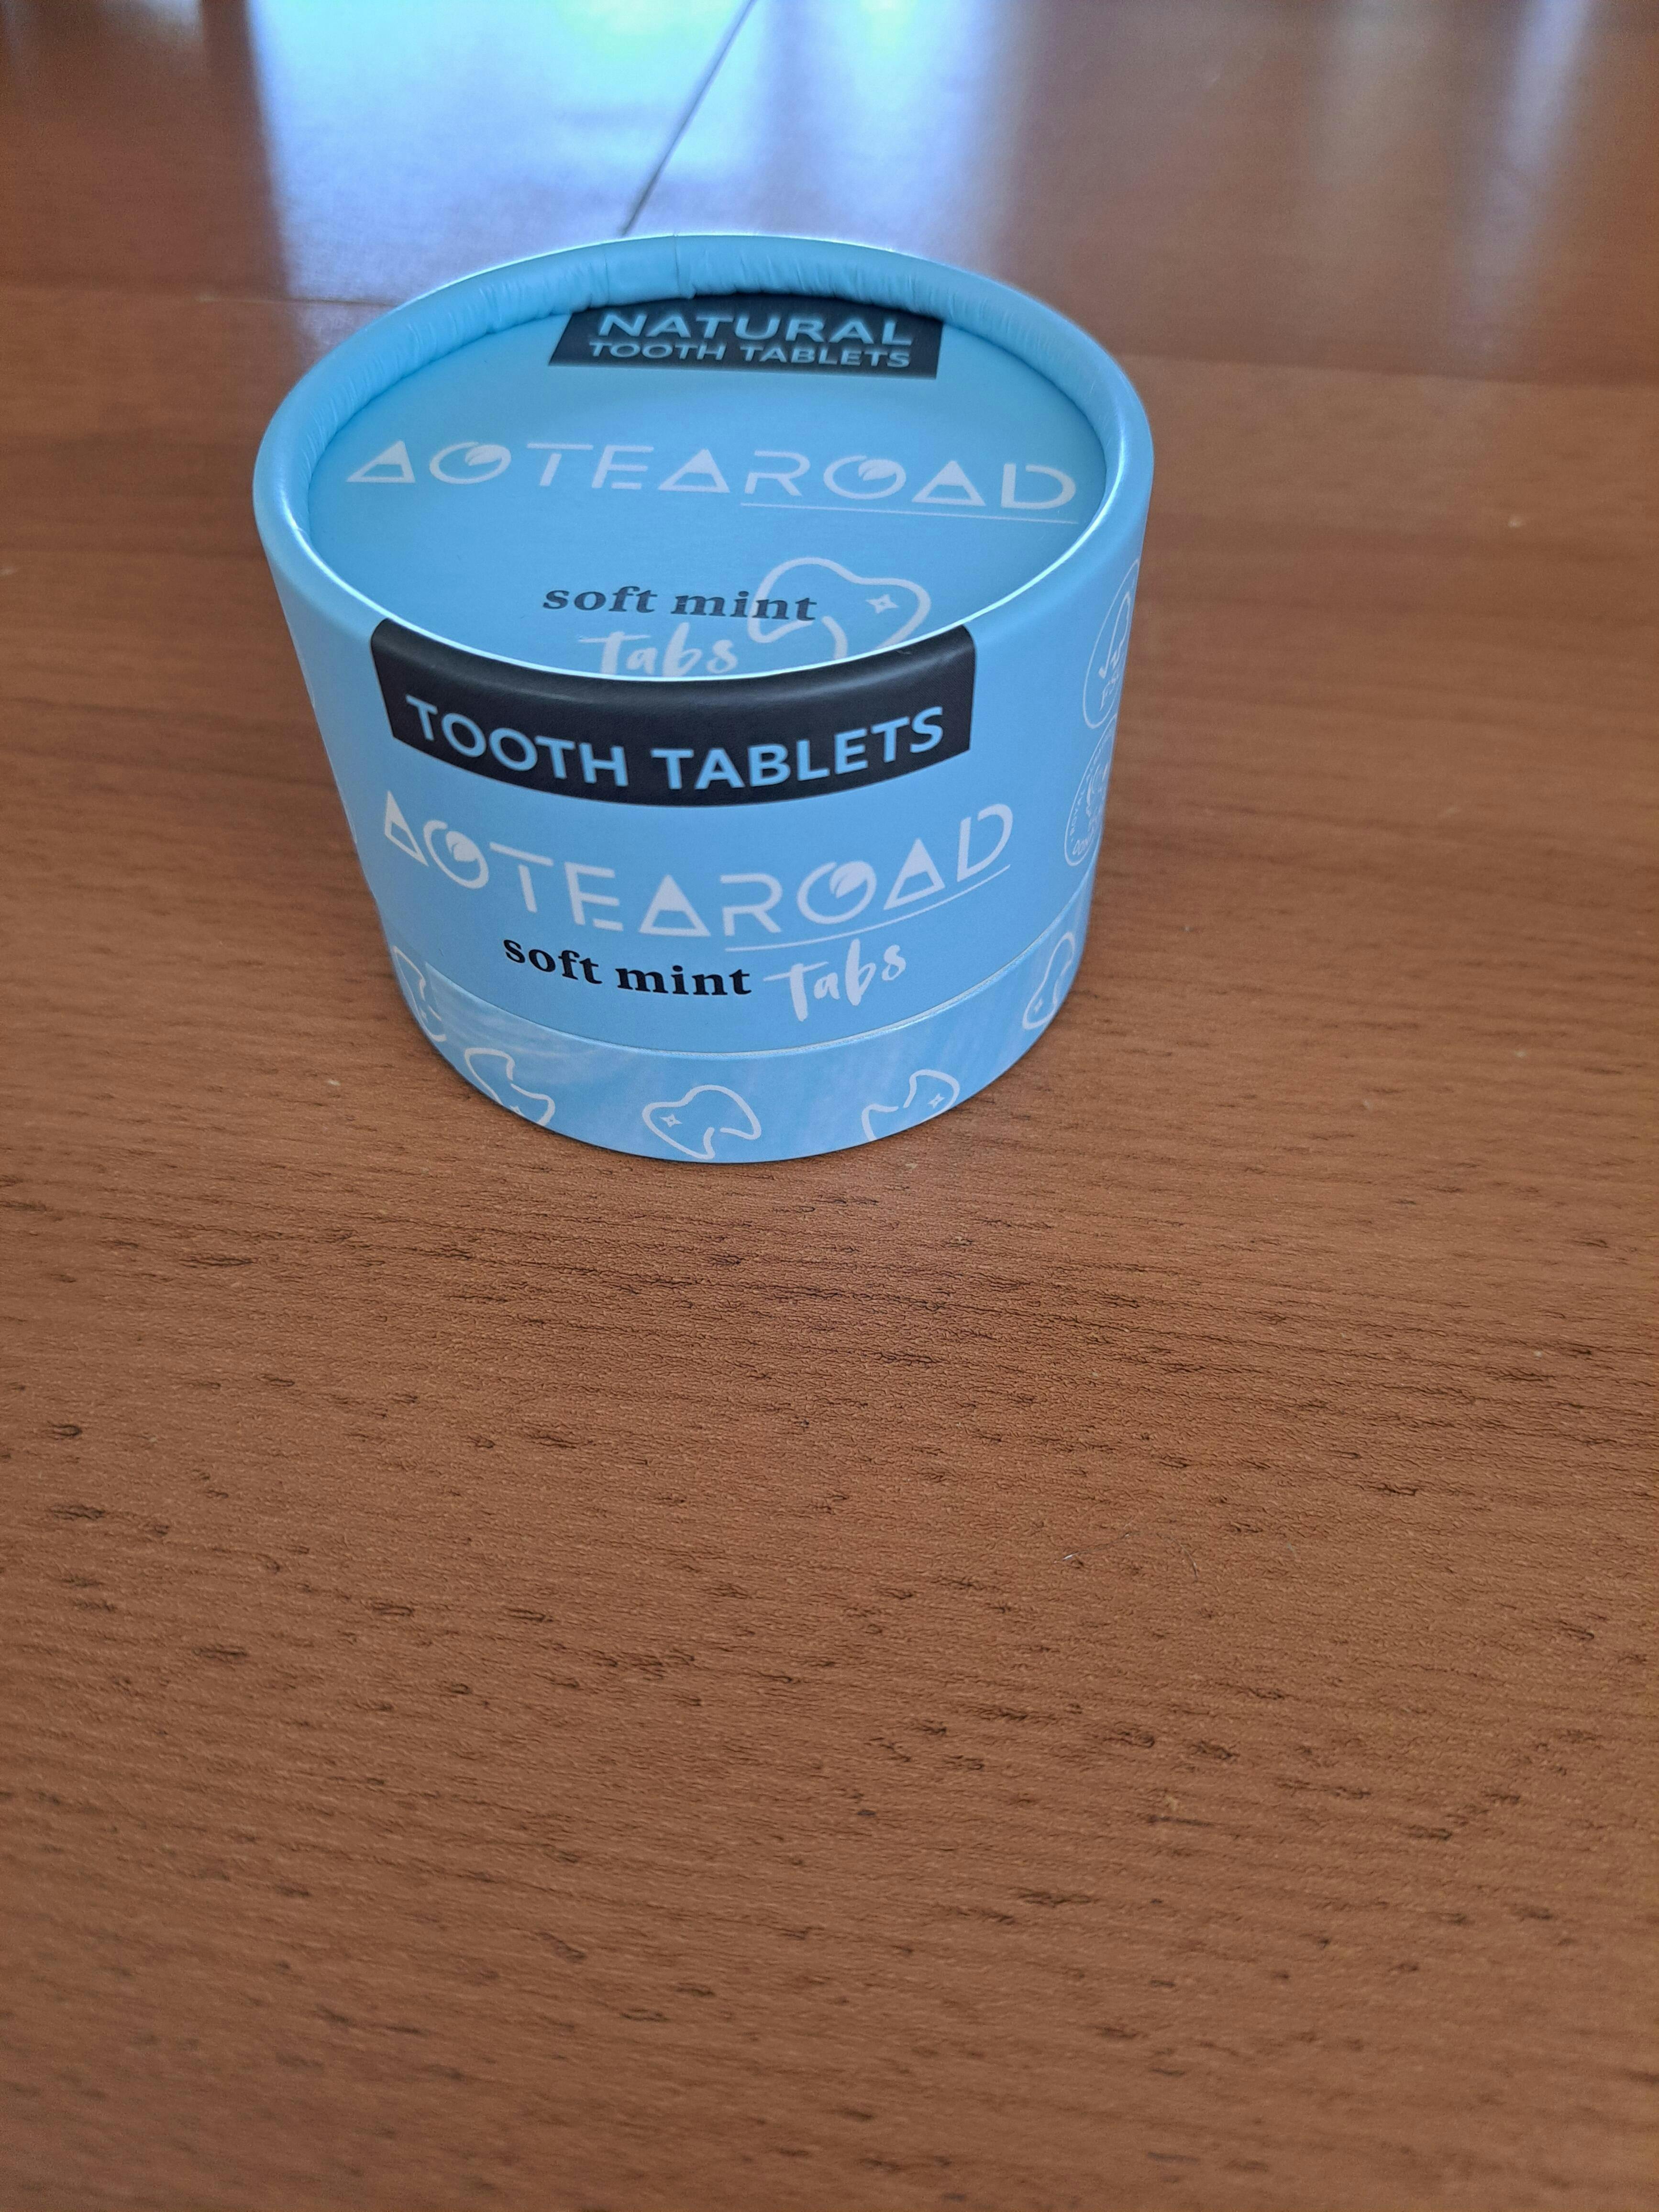 NATURAL
TOOTH TABLETS
AOTEAROAD
soft mint
Tabs
TOOTH TABLETS
AOTEAROAD
soft mint Tabs